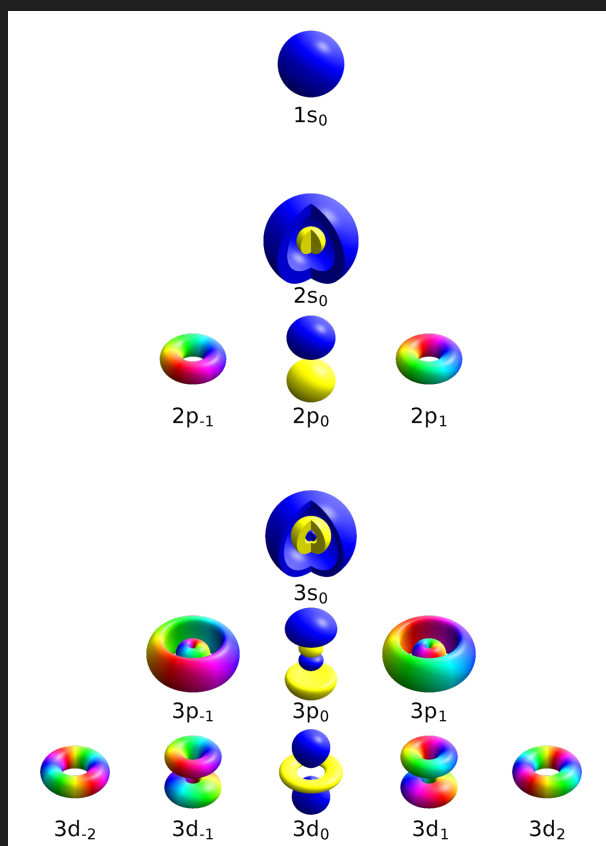 1s₀
2s₀
2p₋₁ 2p₀ 2p₁
3s₀
3p₋₁ 3p₀ 3p₁
3d₋₂ 3d₋₁ 3d₀ 3d₁ 3d₂